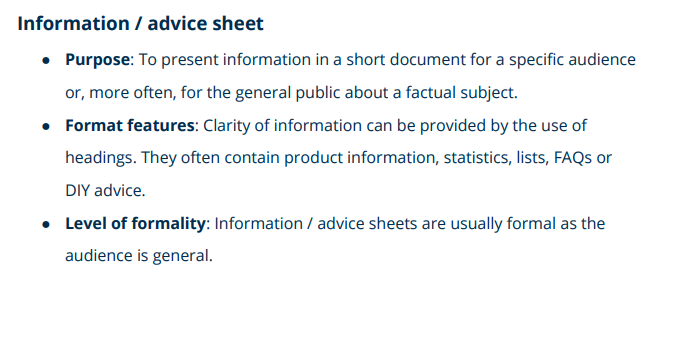 Information / advice sheet
● Purpose: To present information in a short document for a specific audience
or, more often, for the general public about a factual subject.
● Format features: Clarity of information can be provided by the use of
headings. They often contain product information, statistics, lists, FAQs or
DIY advice.
● Level of formality: Information / advice sheets are usually formal as the
audience is general.